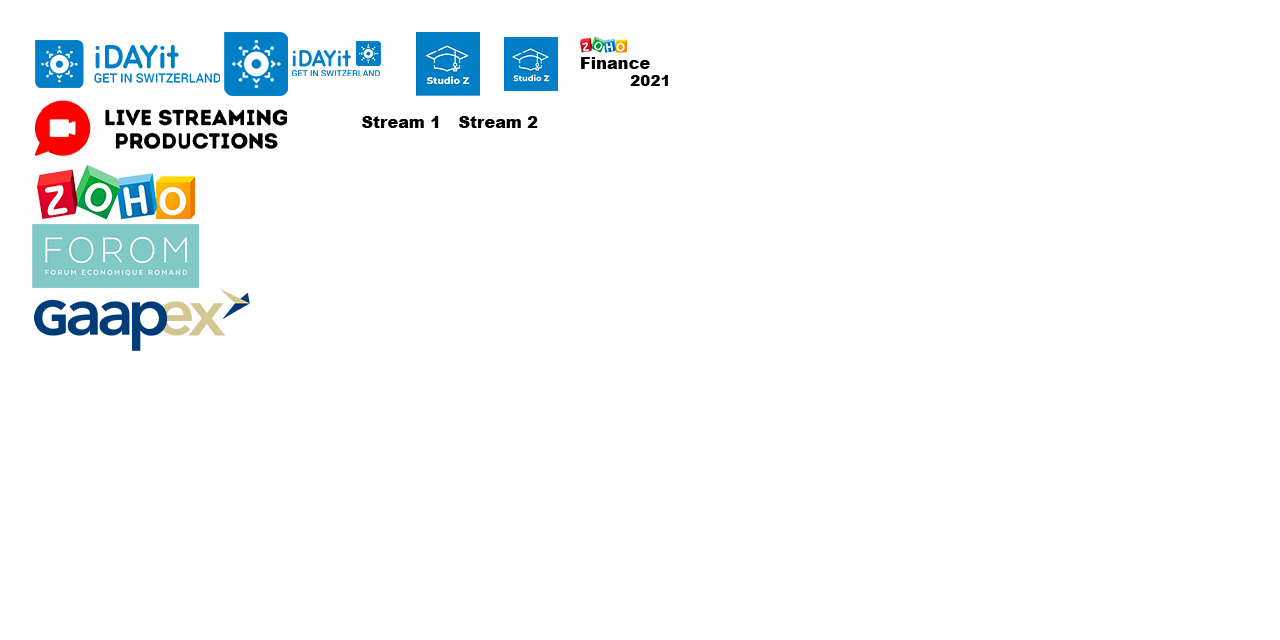 iDAYit
GET IN SWITZERLAND
iDAYit
GET IN SWITZERLAND
Studio Z
Studio Z
ZOHO
Finance
2021
LIVE STREAMING
PRODUCTIONS
Stream 1
Stream 2
ZOHO
FOROM
FORUM ECONOMIQUE ROMAND
Gaapex